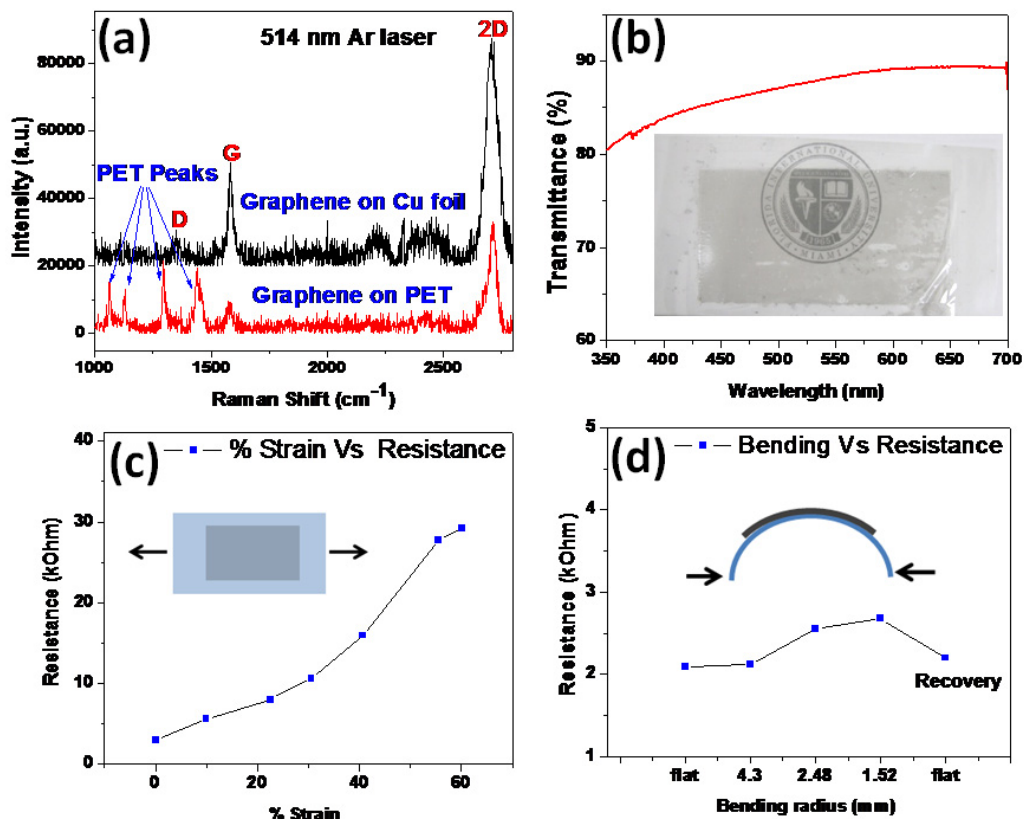 (a)
514 nm Ar laser
2D
G
D
PET Peaks
Graphene on Cu foil
Graphene on PET
80000
60000
40000
20000
0
Intensity (a.u.)
1000
1500
2000
2500
Raman Shift (cm⁻¹)
(b)
90
80
70
60
Transmittance (%)
FLORIDA INTERNATIONAL UNIVERSITY
MIAMI
350
400
450
500
550
600
650
700
Wavelength (nm)
(c)
% Strain Vs Resistance
40
30
20
10
0
Resistance (kOhm)
0
20
40
60
% Strain
(d)
Bending Vs Resistance
5
4
3
2
1
Resistance (kOhm)
Recovery
flat
4.3
2.48
1.52
flat
Bending radius (mm)